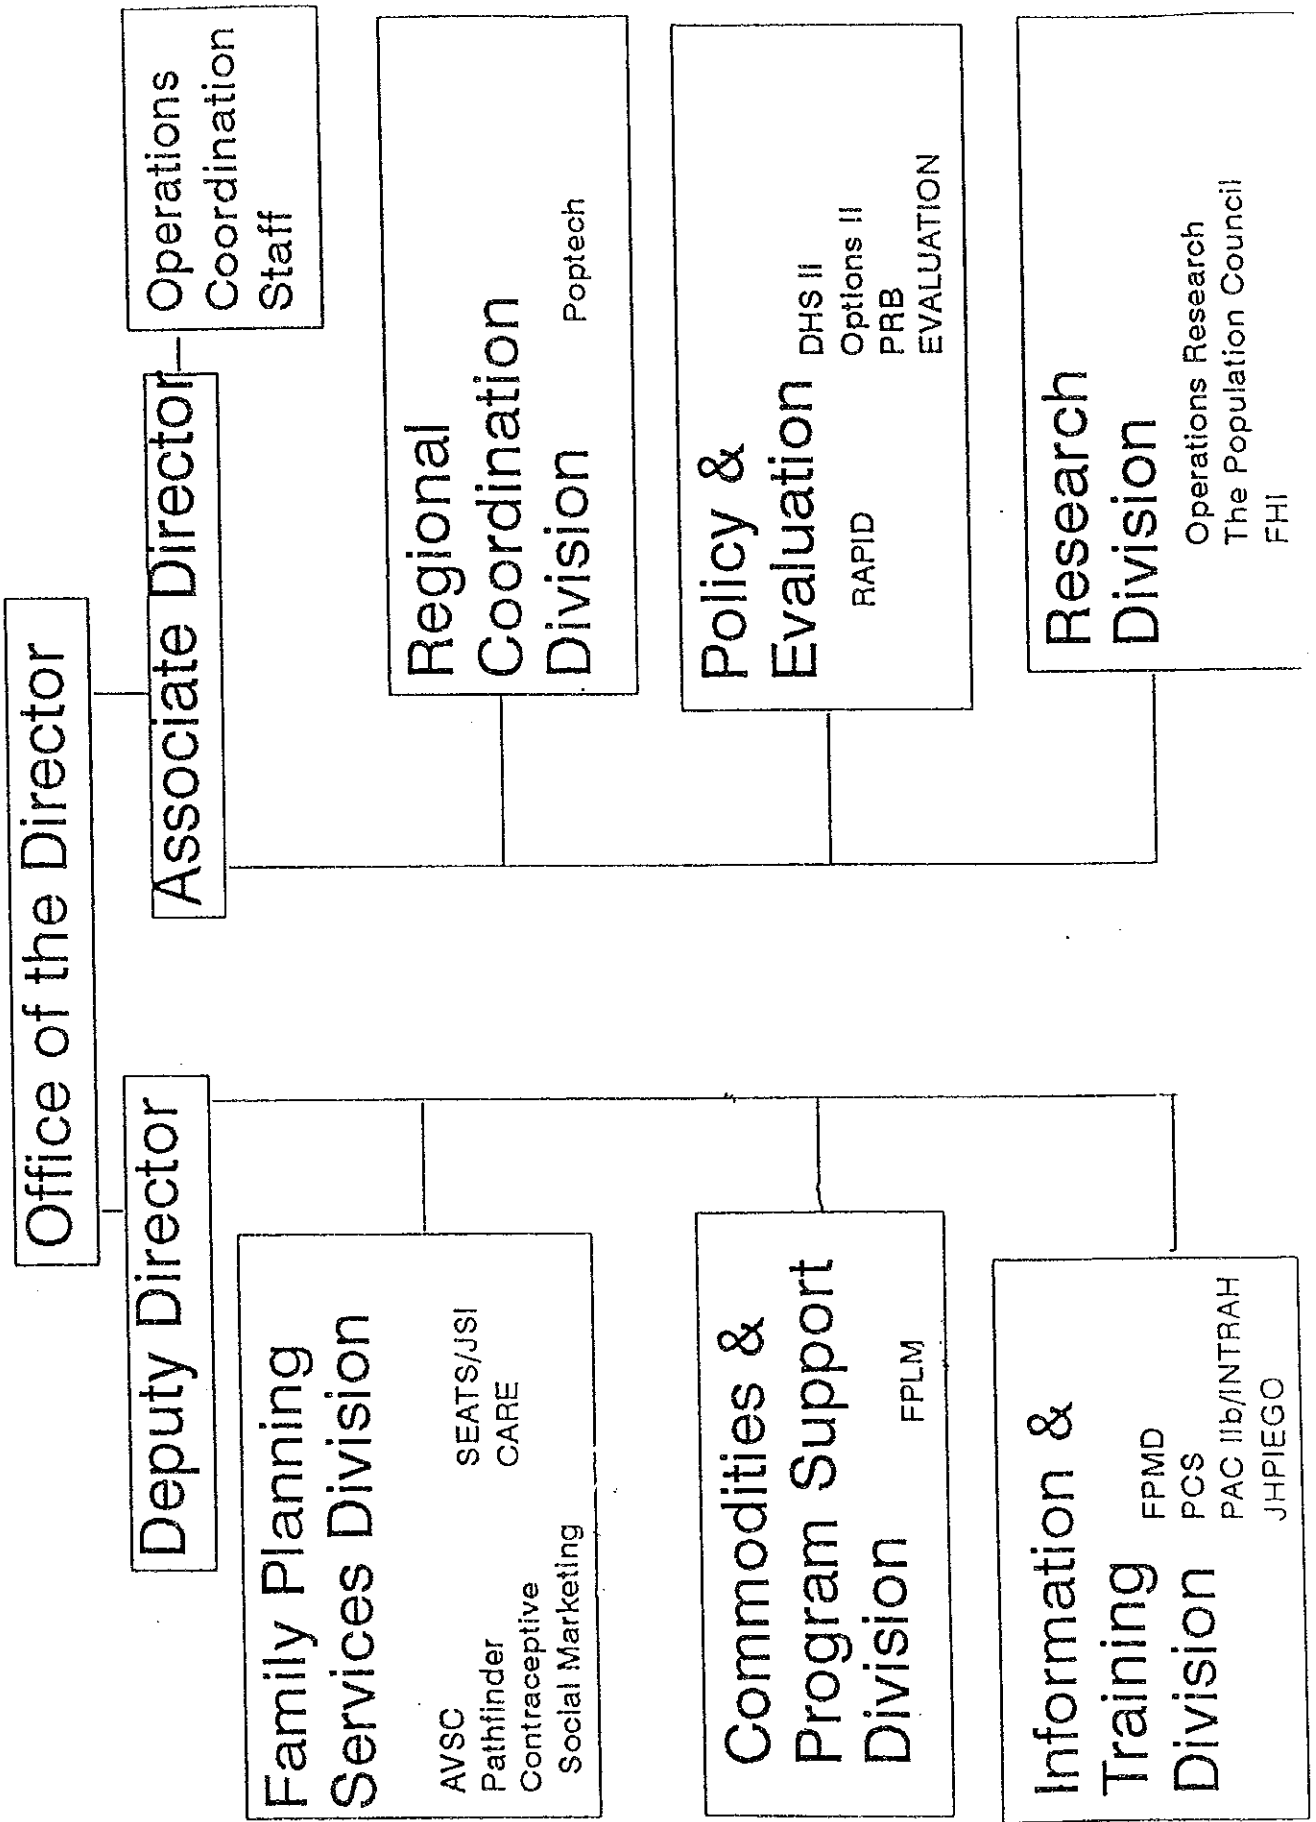 Office of the Director
Deputy Director
Associate Director
Operations
Coordination
Staff
Family Planning
Services Division
AVSC
Pathfinder
Contraceptive
Social Marketing
SEATS/JSI
CARE
Commodities &
Program Support
Division
FPLM
Information &
Training
Division
FPMD
PCS
PAC IIb/INTRAH
JHPIEGO
Regional
Coordination
Division
Poptech
Policy &
Evaluation
RAPID
DHS II
Options II
PRB
EVALUATION
Research
Division
Operations Research
The Population Council
FHI